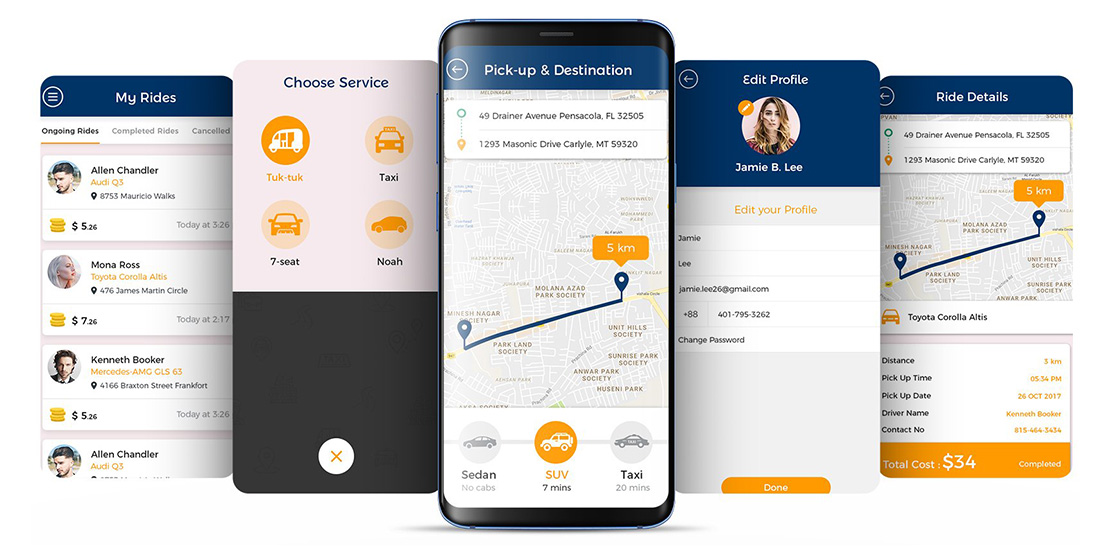 My Rides
Ongoing Rides
Completed Rides
Cancelled
Allen Chandler
Audi Q3
8753 Mauricio Walks
$ 5.26
Today at 3:26
Mona Ross
Toyota Corolla Altis
476 James Martin Circle
$ 7.26
Today at 2:17
Kenneth Booker
Mercedes-AMG GLS 63
4166 Braxton Street Frankfort
$ 5.26
Today at 3:26
Allen Chandler
Audi Q3
Choose Service
Tuk-tuk
Taxi
7-seat
Noah
Pick-up & Destination
49 Drainer Avenue Pensacola, FL 32505
1293 Masonic Drive Carlyle, MT 59320
5 km
MOLANA AZAD
PARK SOCIETY
MINESH NAGAR
SOCIETY
PARK LAND
SOCIETY
UNIT HILLS
SOCIETY
SUNRISE PARK
SOCIETY
ANWAR PARK
SOCIETY
HUSENI PARK
Sedan
No cabs
SUV
7 mins
TAXI
Taxi
20 mins
Edit Profile
Jamie B. Lee
Edit your Profile
Jamie
Lee
jamie.lee26@gmail.com
+88
401-795-3262
Change Password
Done
Ride Details
49 Drainer Avenue Pensacola, FL 32505
1293 Masonic Drive Carlyle, MT 59320
5 km
MOLANA AZAD
PARK SOCIETY
MINESH NAGAR
SOCIETY
PARK LAND
SOCIETY
UNIT HILLS
SOCIETY
SUNRISE PARK
SOCIETY
ANWAR PARK
Toyota Corolla Altis
Distance
5 km
Pick Up Time
05:34 PM
Pick Up Date
26 OCT 2017
Driver Name
Kenneth Booker
Contact No
815-464-3434
Total Cost : $34
Completed